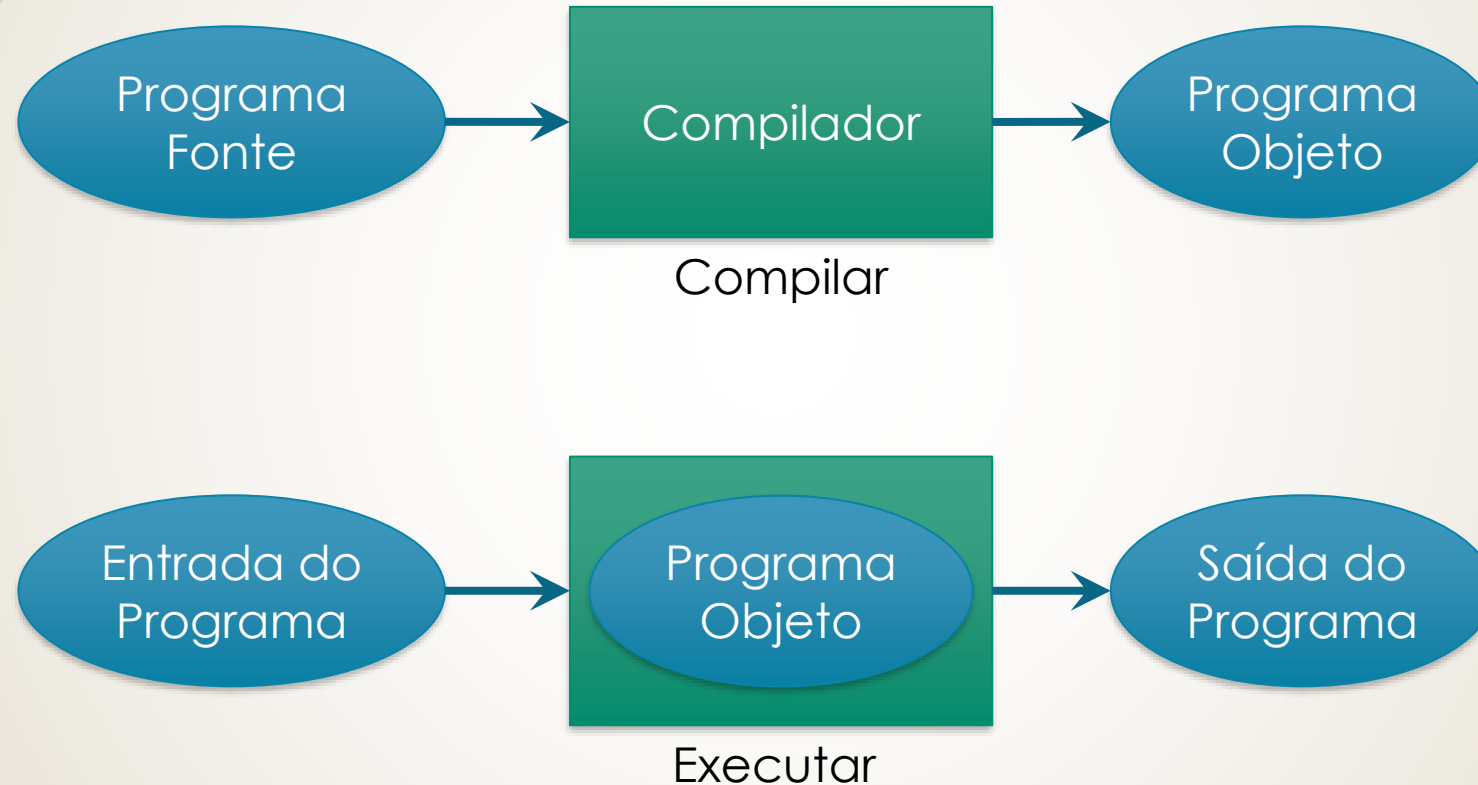 Programa
Fonte
Compilador
Programa
Objeto
Compilar
Entrada do
Programa
Programa
Objeto
Saída do
Programa
Executar